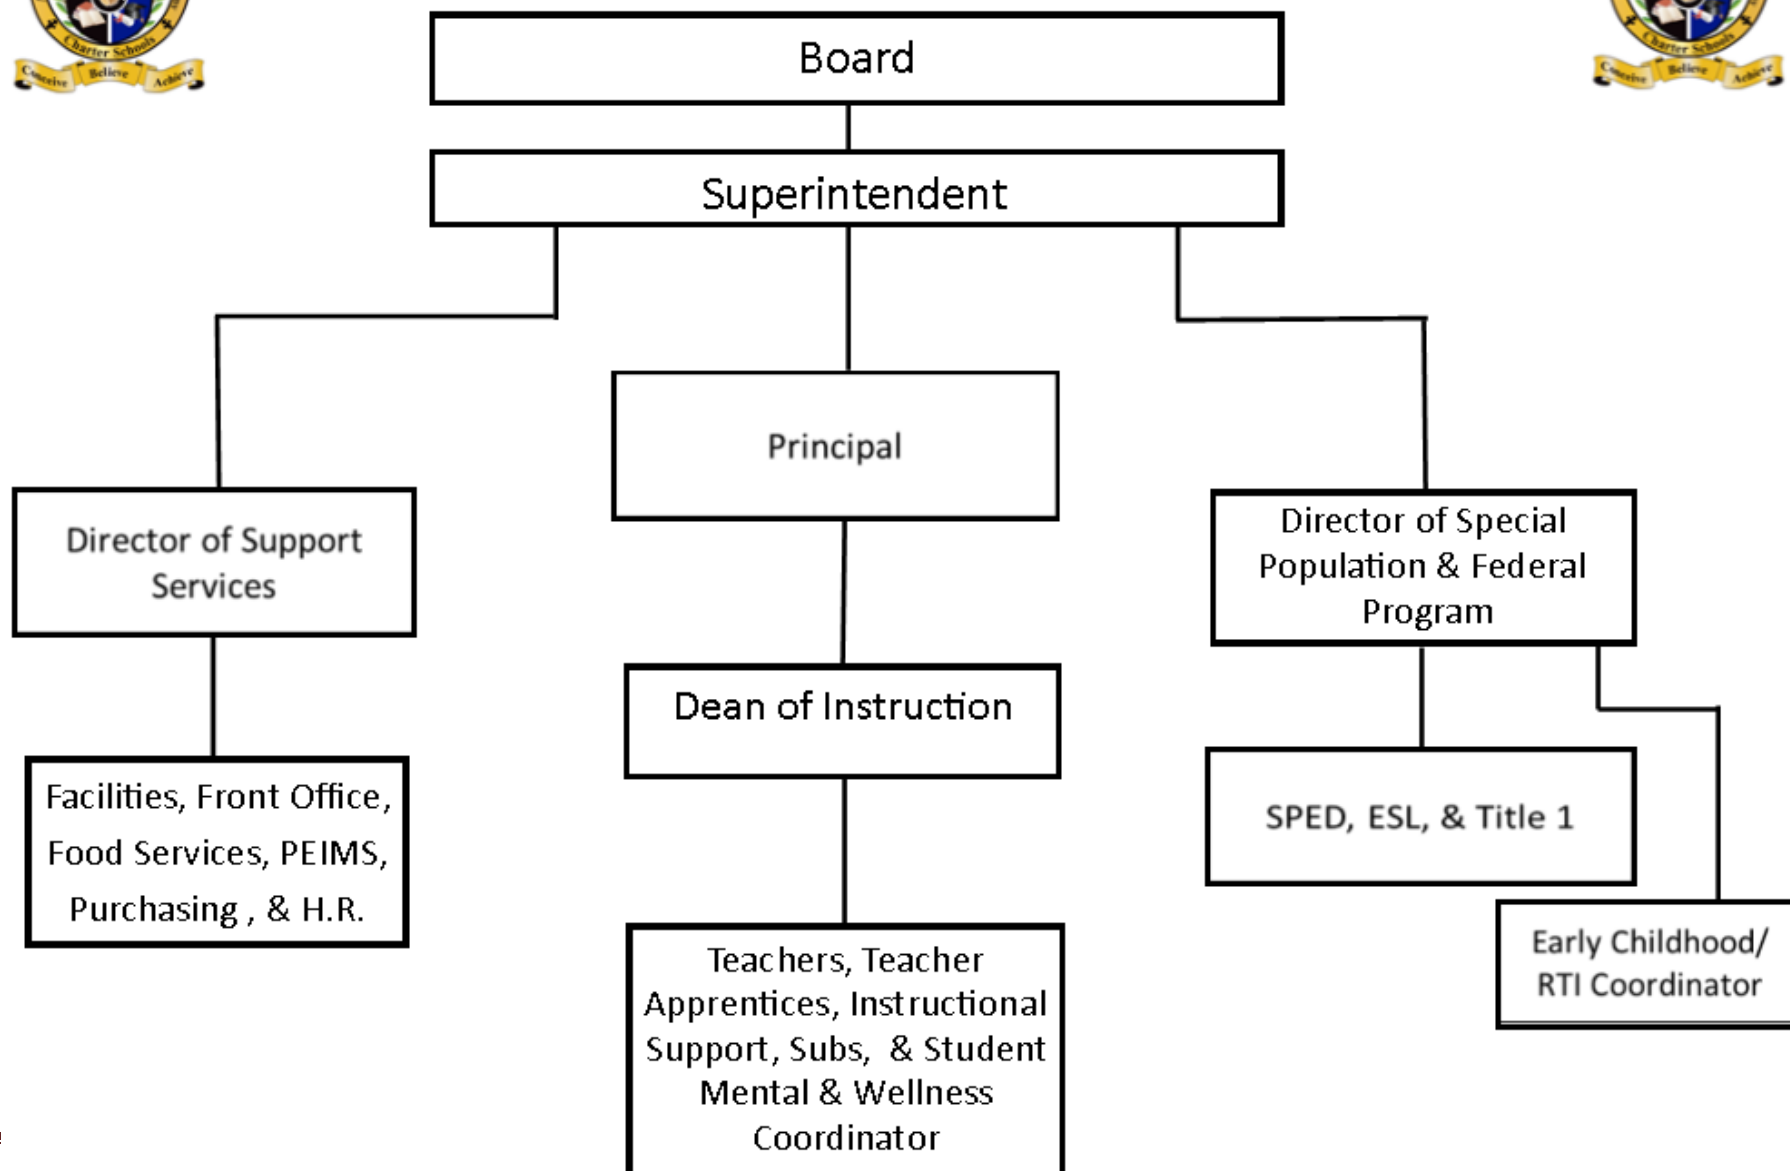 Charter Schools
Conceive Believe Achieve
Charter Schools
Conceive Believe Achieve
Board
Superintendent
Principal
Director of Support
Services
Director of Special
Population & Federal
Program
Dean of Instruction
Facilities, Front Office,
Food Services, PEIMS,
Purchasing , & H.R.
SPED, ESL, & Title 1
Early Childhood/
RTI Coordinator
Teachers, Teacher
Apprentices, Instructional
Support, Subs, & Student
Mental & Wellness
Coordinator